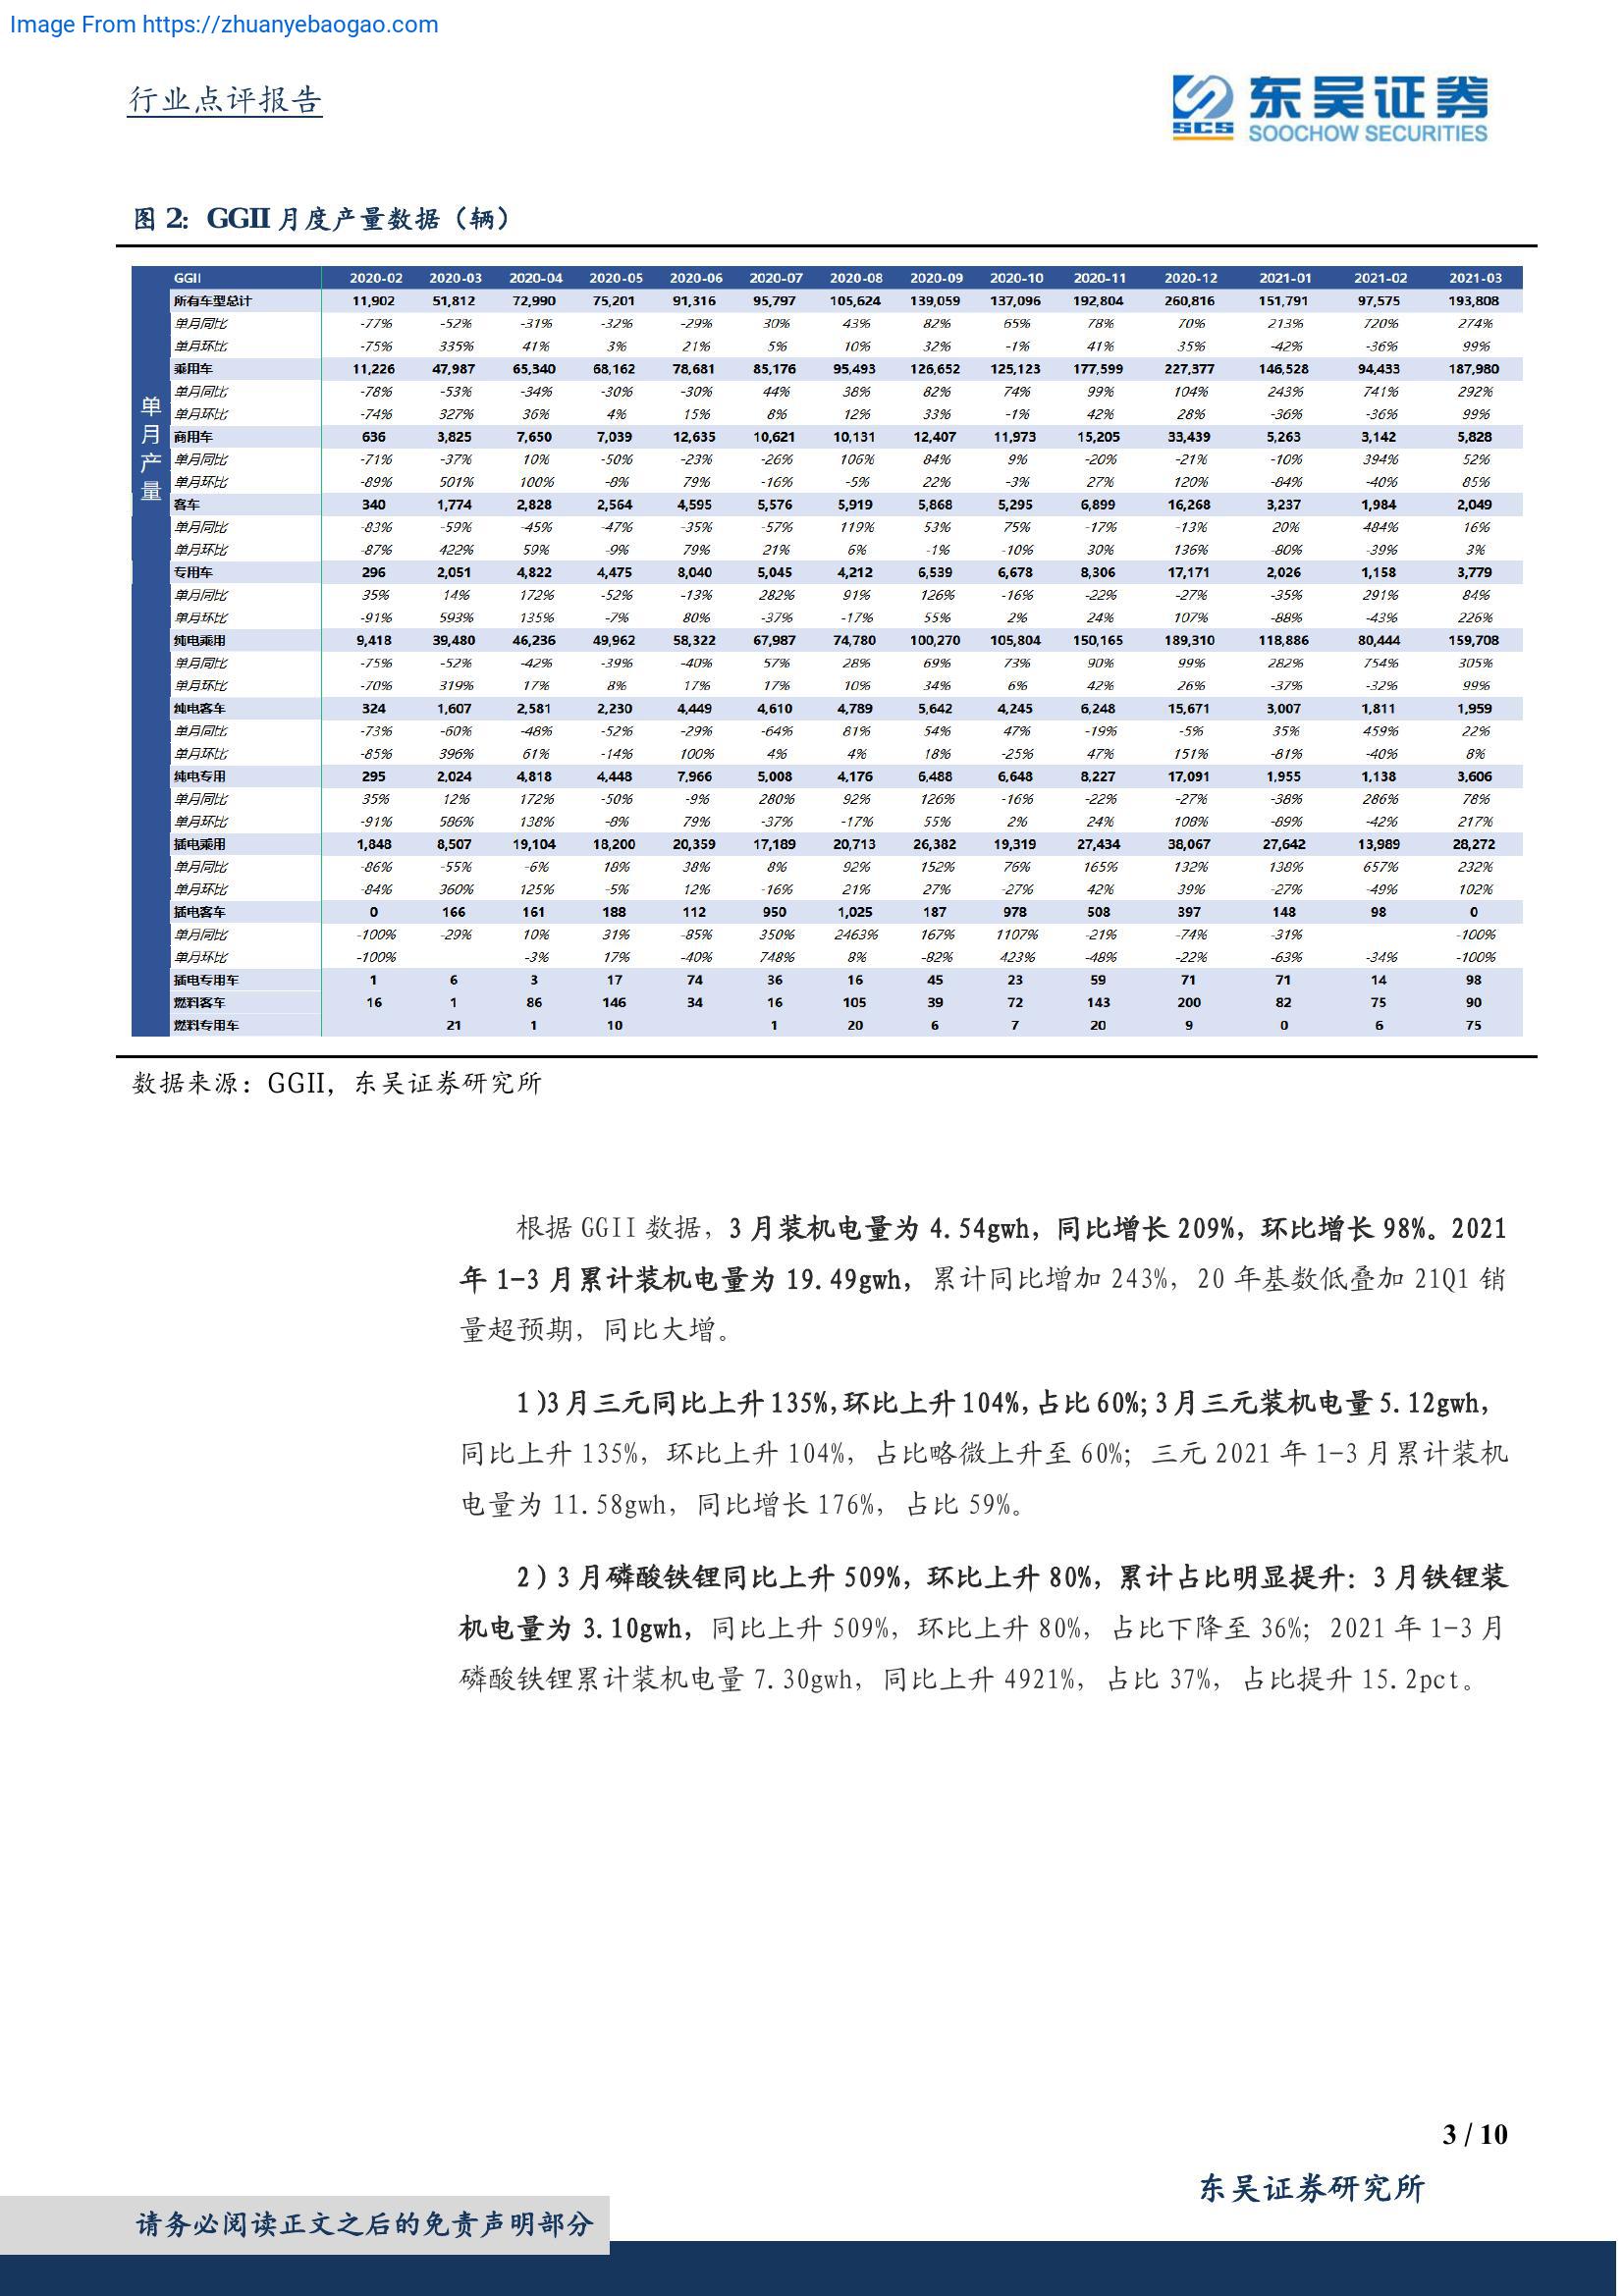 Image From https://zhuanyebaogao.com
行业点评报告
东吴证券
SCS SOOCHOW SECURITIES
图 2：GGII 月度产量数据（辆）
单月产量
GGII 2020-02 2020-03 2020-04 2020-05 2020-06 2020-07 2020-08 2020-09 2020-10 2020-11 2020-12 2021-01 2021-02 2021-03
所有车型总计 11,902 51,812 72,990 75,201 91,316 95,797 105,624 139,059 137,096 192,804 260,816 151,791 97,575 193,808
单月同比 -77% -52% -31% -32% -29% 30% 43% 82% 65% 78% 70% 213% 720% 274%
单月环比 -75% 335% 41% 3% 21% 5% 10% 32% -1% 41% 35% -42% -36% 99%
乘用车 11,226 47,987 65,340 68,162 78,681 85,176 95,493 126,652 125,123 177,599 227,377 146,528 94,433 187,980
单月同比 -78% -53% -34% -30% -30% 44% 38% 82% 74% 99% 104% 243% 741% 292%
单月环比 -74% 327% 36% 4% 15% 8% 12% 33% -1% 42% 28% -36% -36% 99%
商用车 636 3,825 7,650 7,039 12,635 10,621 10,131 12,407 11,973 15,205 33,439 5,263 3,142 5,828
单月同比 -71% -37% 10% -50% -23% -26% 106% 84% 9% -20% -21% -10% 394% 52%
单月环比 -89% 501% 100% -8% 79% -16% -5% 22% -3% 27% 120% -84% -40% 85%
客车 340 1,774 2,828 2,564 4,595 5,576 5,919 5,868 5,295 6,899 16,268 3,237 1,984 2,049
单月同比 -83% -59% -45% -47% -35% -57% 119% 53% 75% -17% -13% 20% 484% 16%
单月环比 -87% 422% 59% -9% 79% 21% 6% -1% -10% 30% 136% -80% -39% 3%
专用车 296 2,051 4,822 4,475 8,040 5,045 4,212 6,539 6,678 8,306 17,171 2,026 1,158 3,779
单月同比 35% 14% 172% -52% -13% 282% 91% 126% -16% -22% -27% -35% 291% 84%
单月环比 -91% 593% 135% -7% 80% -37% -17% 55% 2% 24% 107% -88% -43% 226%
纯电乘用 9,418 39,480 46,236 49,962 58,322 67,987 74,780 100,270 105,804 150,165 189,310 118,886 80,444 159,708
单月同比 -75% -52% -42% -39% -40% 57% 28% 69% 73% 90% 99% 282% 754% 305%
单月环比 -70% 319% 17% 8% 17% 17% 10% 34% 6% 42% 26% -37% -32% 99%
纯电客车 324 1,607 2,581 2,230 4,449 4,610 4,789 5,642 4,245 6,248 15,671 3,007 1,811 1,959
单月同比 -73% -60% -48% -52% -29% -64% 81% 54% 47% -19% -5% 35% 459% 22%
单月环比 -85% 396% 61% -14% 100% 4% 4% 18% -25% 47% 151% -81% -40% 8%
纯电专用 295 2,024 4,818 4,448 7,966 5,008 4,176 6,488 6,648 8,227 17,091 1,955 1,138 3,606
单月同比 35% 12% 172% -50% -9% 280% 92% 126% -16% -22% -27% -38% 286% 78%
单月环比 -91% 586% 138% -8% 79% -37% -17% 55% 2% 24% 108% -89% -42% 217%
插电乘用 1,848 8,507 19,104 18,200 20,359 17,189 20,713 26,382 19,319 27,434 38,067 27,642 13,989 28,272
单月同比 -86% -55% -6% 18% 38% 8% 92% 152% 76% 165% 132% 138% 657% 232%
单月环比 -84% 360% 125% -5% 12% -16% 21% 27% -27% 42% 39% -27% -49% 102%
插电客车 0 166 161 188 112 950 1,025 187 978 508 397 148 98 0
单月同比 -100% -29% 10% 31% -85% 350% 2463% 167% 1107% -21% -74% -31% -100%
单月环比 -100% -3% 17% -40% 748% 8% -82% 423% -48% -22% -63% -34% -100%
插电专用车 1 6 3 17 74 36 16 45 23 59 71 71 14 98
燃料客车 16 1 86 146 34 16 105 39 72 143 200 82 75 90
燃料专用车 21 1 10 1 20 6 7 20 9 0 6 75
数据来源：GGII，东吴证券研究所
根据 GGII 数据，3 月装机电量为 4.54gwh，同比增长 209%，环比增长 98%。2021
年 1-3 月累计装机电量为 19.49gwh，累计同比增加 243%，20 年基数低叠加 21Q1 销
量超预期，同比大增。
1)3 月三元同比上升 135%,环比上升 104%,占比 60%;3 月三元装机电量 5.12gwh，
同比上升 135%，环比上升 104%，占比略微上升至 60%；三元 2021 年 1-3 月累计装机
电量为 11.58gwh，同比增长 176%，占比 59%。
2）3 月磷酸铁锂同比上升 509%，环比上升 80%，累计占比明显提升：3 月铁锂装
机电量为 3.10gwh，同比上升 509%，环比上升 80%，占比下降至 36%；2021 年 1-3 月
磷酸铁锂累计装机电量 7.30gwh，同比上升 4921%，占比 37%，占比提升 15.2pct。
3 / 10
东吴证券研究所
请务必阅读正文之后的免责声明部分